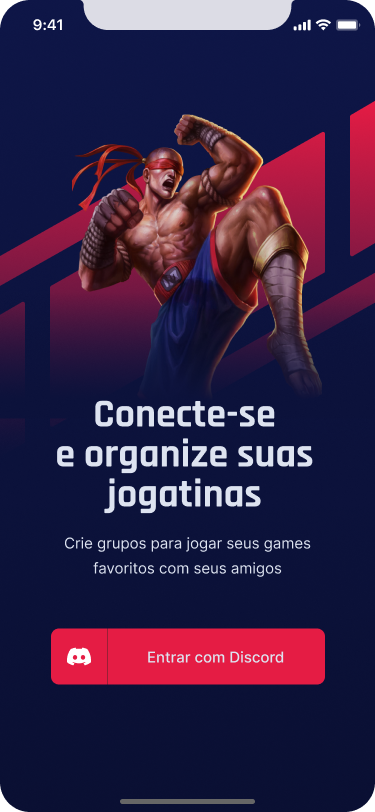 9:41
Conecte-se
e organize suas
jogatinas
Crie grupos para jogar seus games
favoritos com seus amigos
Entrar com Discord